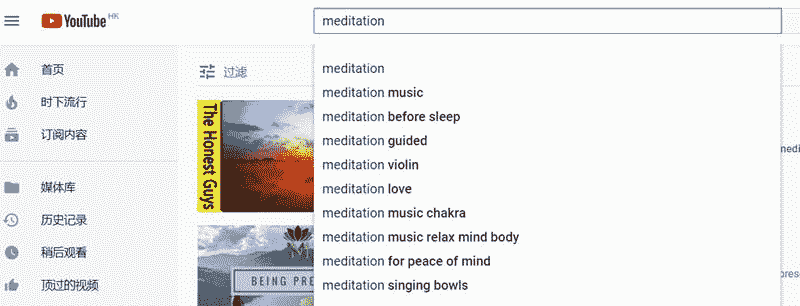 YouTube HK
meditation
首页
时下流行
订阅内容
媒体库
历史记录
稍后观看
顶过的视频
过滤
The Honest Guys
BEING PRE
meditation
meditation music
meditation before sleep
meditation guided
meditation violin
meditation love
meditation music chakra
meditation music relax mind body
meditation for peace of mind
meditation singing bowls
medi
prese